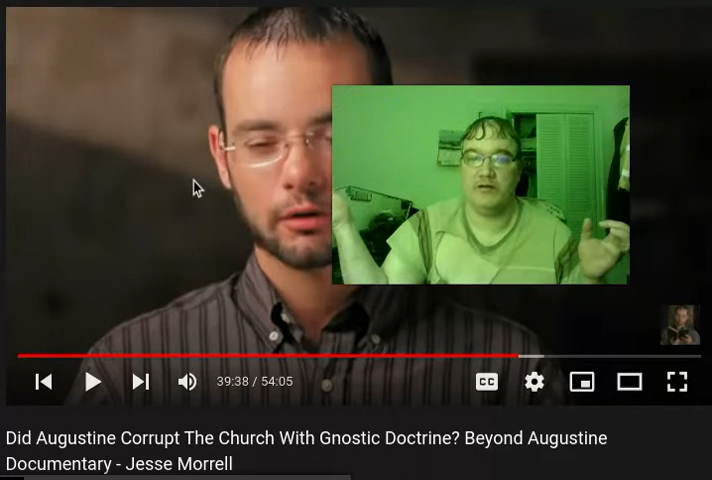 CC
39:38 / 54:05
Did Augustine Corrupt The Church With Gnostic Doctrine? Beyond Augustine
Documentary - Jesse Morrell